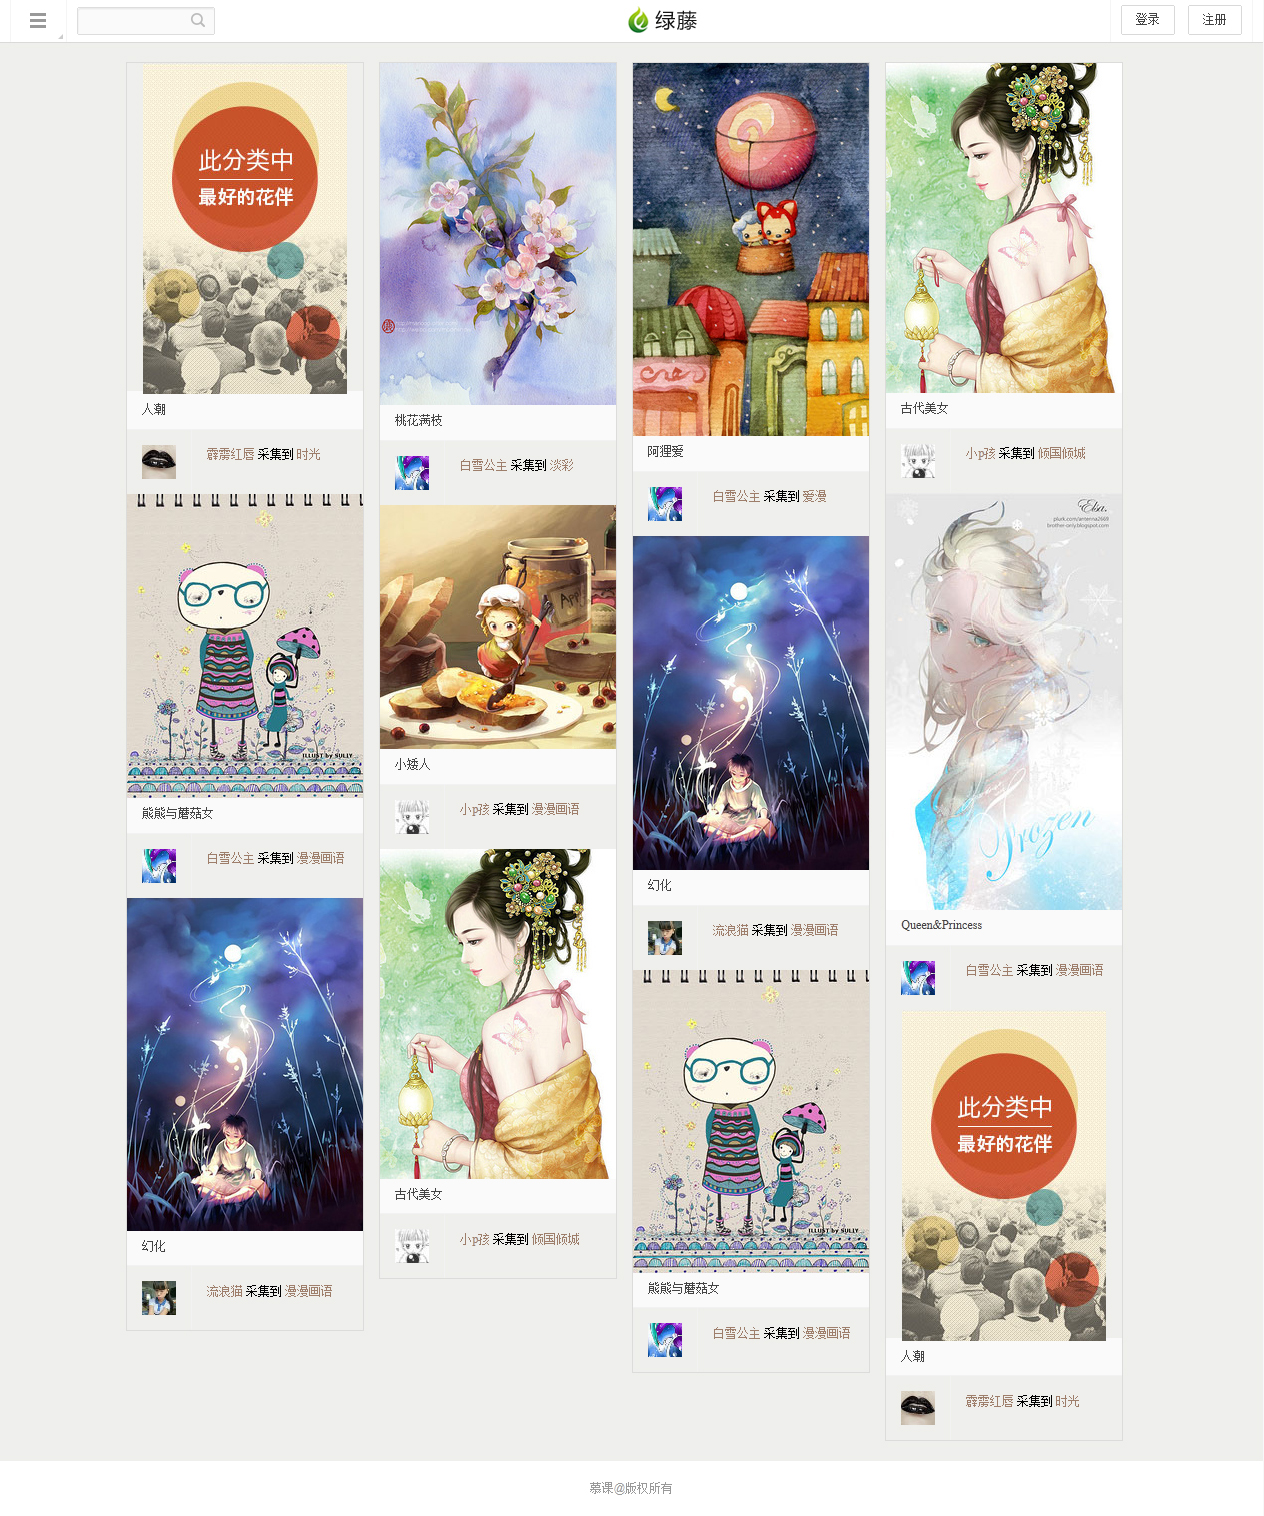 绿藤
登录
注册
此分类中
最好的花伴
人潮
霹雳红唇 采集到 时光
ILLUST by SULLY
熊熊与蘑菇女
白雪公主 采集到 漫漫画语
幻化
流浪猫 采集到 漫漫画语
桃花满枝
白雪公主 采集到 淡彩
小矮人
小p孩 采集到 漫漫画语
古代美女
小p孩 采集到 倾国倾城
阿狸爱
白雪公主 采集到 爱漫
幻化
流浪猫 采集到 漫漫画语
ILLUST by SULLY
熊熊与蘑菇女
白雪公主 采集到 漫漫画语
古代美女
小p孩 采集到 倾国倾城
Elsa.
plurk.com/antenna2669
brother-only.blogspot.com
Frozen
Queen&Princess
白雪公主 采集到 漫漫画语
此分类中
最好的花伴
人潮
霹雳红唇 采集到 时光
慕课@版权所有